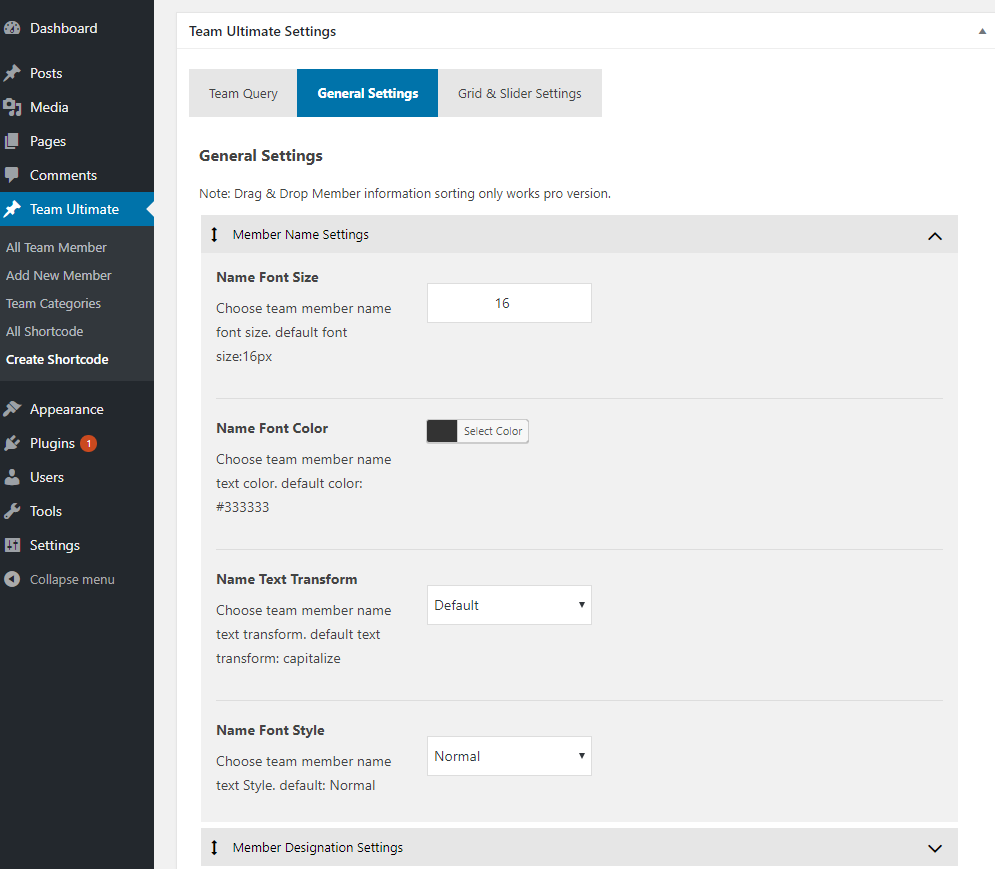 Dashboard
Posts
Media
Pages
Comments
Team Ultimate
All Team Member
Add New Member
Team Categories
All Shortcode
Create Shortcode
Appearance
Plugins 1
Users
Tools
Settings
Collapse menu
Team Ultimate Settings
Team Query General Settings Grid & Slider Settings
General Settings
Note: Drag & Drop Member information sorting only works pro version.
Member Name Settings
Name Font Size
Choose team member name
font size. default font
size:16px
16
Name Font Color
Choose team member name
text color. default color:
#333333
Select Color
Name Text Transform
Choose team member name
text transform. default text
transform: capitalize
Default
Name Font Style
Choose team member name
text Style. default: Normal
Normal
Member Designation Settings